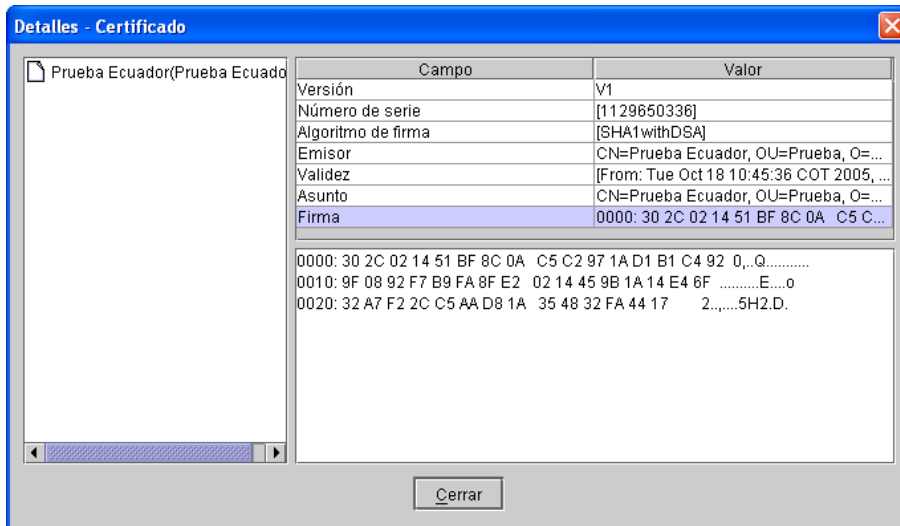 Detalles - Certificado
Prueba Ecuador(Prueba Ecuado
Campo Valor
Versión V1
Número de serie [1129650336]
Algoritmo de firma [SHA1withDSA]
Emisor CN=Prueba Ecuador, OU=Prueba, O=...
Validez [From: Tue Oct 18 10:45:36 COT 2005, ...
Asunto CN=Prueba Ecuador, OU=Prueba, O=...
Firma 0000: 30 2C 02 14 51 BF 8C 0A C5 C...
0000: 30 2C 02 14 51 BF 8C 0A C5 C2 97 1A D1 B1 C4 92 0,..Q...........
0010: 9F 08 92 F7 B9 FA 8F E2 02 14 45 9B 1A 14 E4 6F ..........E....o
0020: 32 A7 F2 2C C5 AA D8 1A 35 48 32 FA 44 17 2..,....5H2.D.
Cerrar